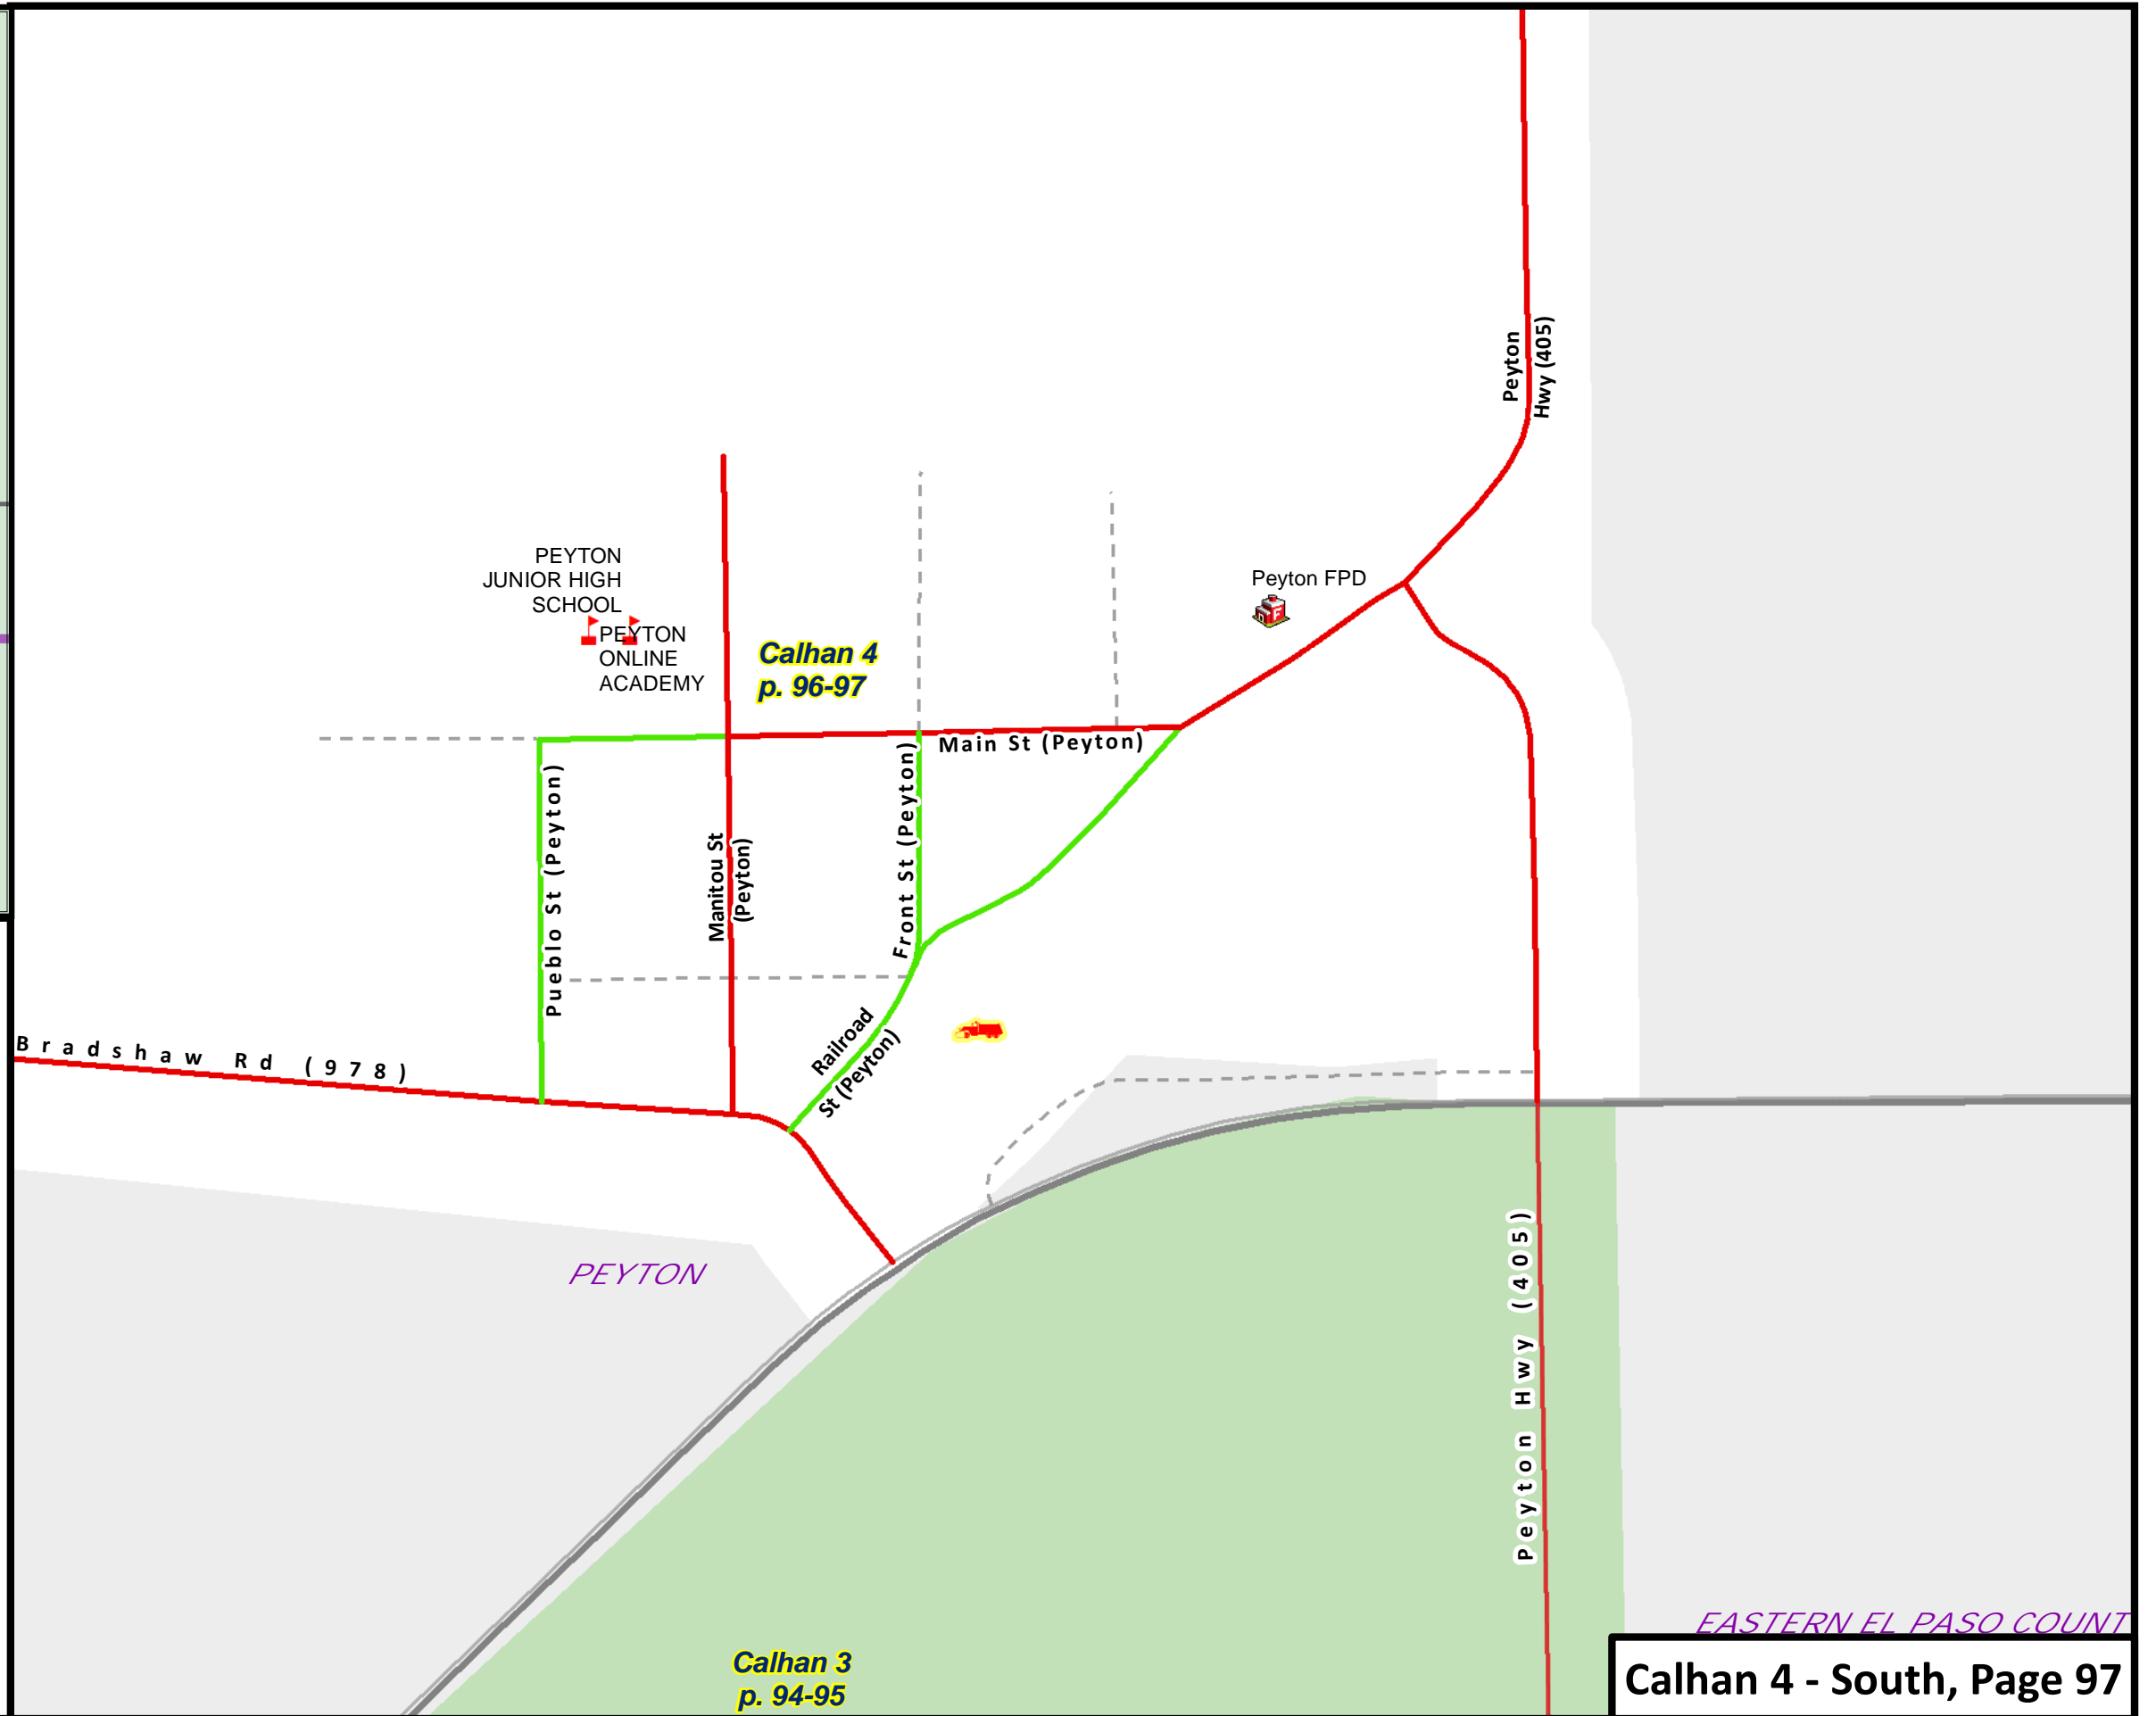 Peyton
Hwy (405)
PEYTON
JUNIOR HIGH
SCHOOL
PEYTON
ONLINE
ACADEMY
Peyton FPD
Calhan 4
p. 96-97
Main St (Peyton)
Pueblo St (Peyton)
Manitou St
(Peyton)
Front St (Peyton)
Railroad
St (Peyton)
Bradshaw Rd (978)
PEYTON
Peyton Hwy (405)
EASTERN EL PASO COUNT
Calhan 3
p. 94-95
Calhan 4 - South, Page 97